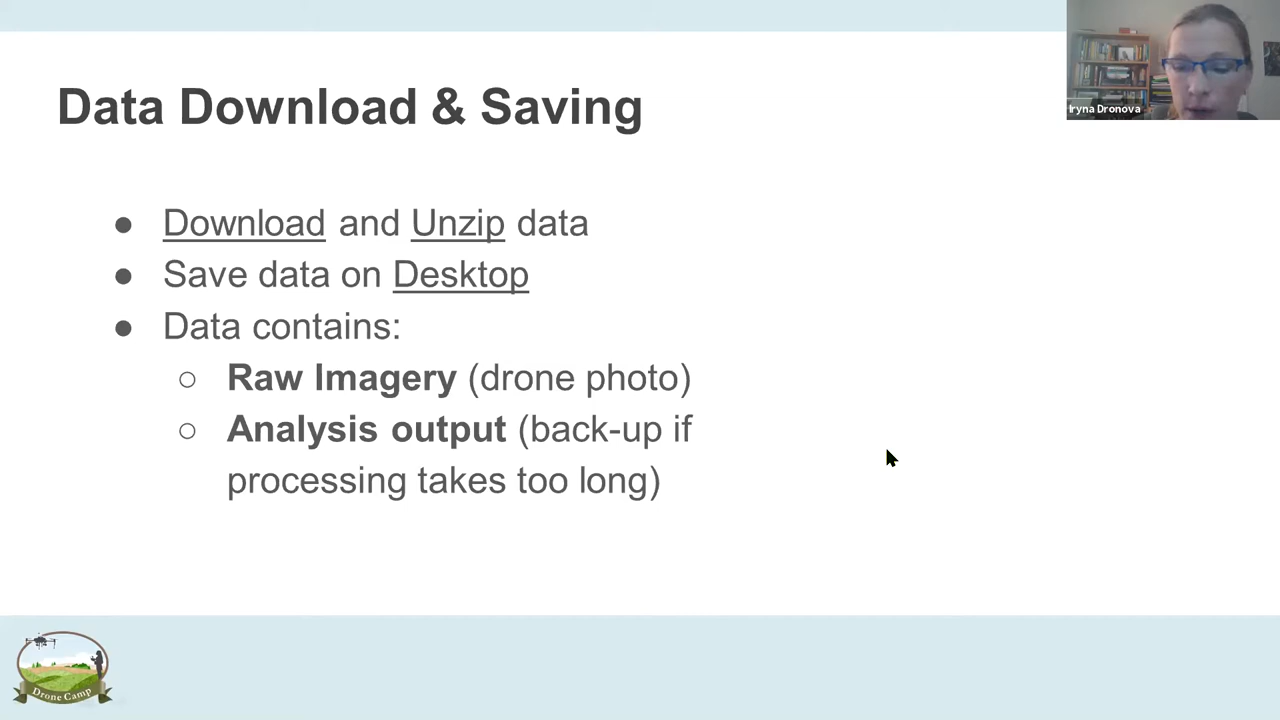 Iryna Dronova
Data Download & Saving
● Download and Unzip data
● Save data on Desktop
● Data contains:
○ Raw Imagery (drone photo)
○ Analysis output (back-up if
processing takes too long)
Drone Camp